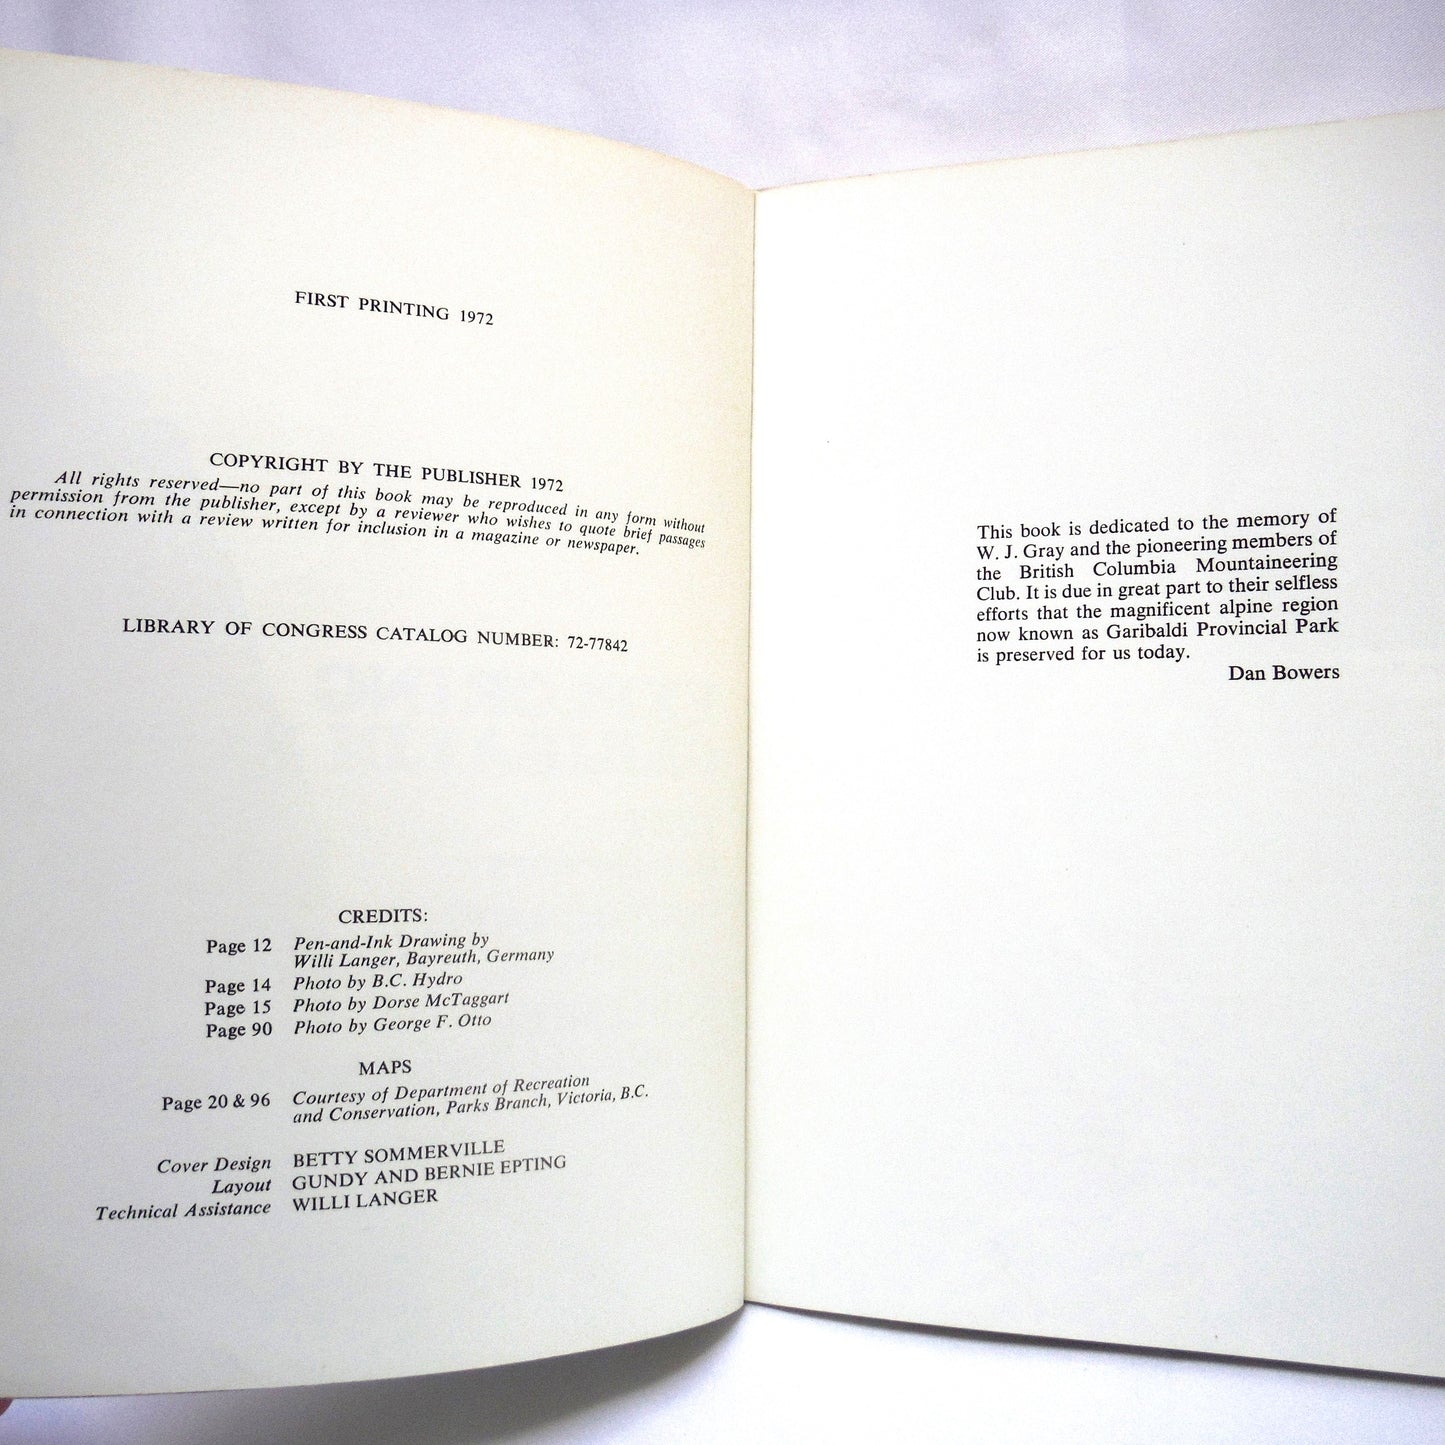 FIRST PRINTING 1972
COPYRIGHT BY THE PUBLISHER 1972
All rights reserved—no part of this book may be reproduced in any form without
permission from the publisher, except by a reviewer who wishes to quote brief passages
in connection with a review written for inclusion in a magazine or newspaper.
LIBRARY OF CONGRESS CATALOG NUMBER: 72-77842
CREDITS:
Page 12 Pen-and-Ink Drawing by
Willi Langer, Bayreuth, Germany
Page 14 Photo by B.C. Hydro
Page 15 Photo by Dorse McTaggart
Page 90 Photo by George F. Otto
MAPS
Page 20 & 96 Courtesy of Department of Recreation
and Conservation, Parks Branch, Victoria, B.C.
Cover Design BETTY SOMMERVILLE
Layout GUNDY AND BERNIE EPTING
Technical Assistance WILLI LANGER
This book is dedicated to the memory of
W. J. Gray and the pioneering members of
the British Columbia Mountaineering
Club. It is due in great part to their selfless
efforts that the magnificent alpine region
now known as Garibaldi Provincial Park
is preserved for us today.
Dan Bowers